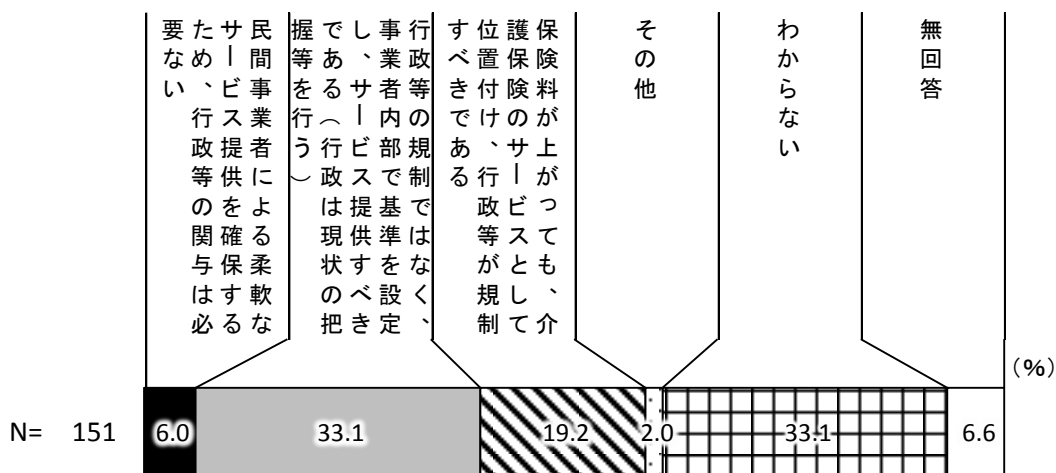 民間事業者による柔軟な
サービス提供を確保する
ため、行政等の関与は必
要ない
行政等の規制ではなく、
事業者内部で基準を設定
し、サービス提供すべき
である（行政は現状の把
握等を行う）
保険料が上がっても、介
護保険のサービスとして
位置付け、行政等が規制
すべきである
その他
わからない
無回答
(%)
N= 151 6.0 33.1 19.2 2.0 33.1 6.6